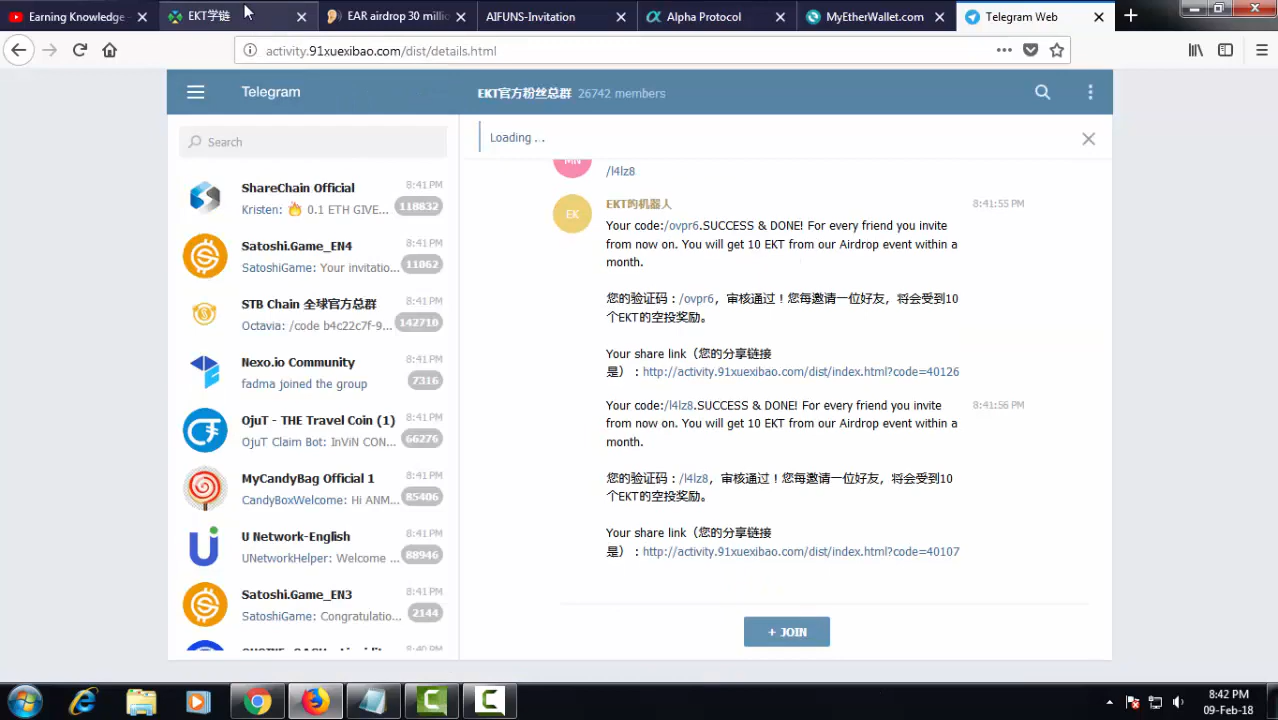 Earning Knowledge
EKT学链
EAR airdrop 30 millio
AIFUNS-Invitation
Alpha Protocol
MyEtherWallet.com
Telegram Web
activity.91xuexibao.com/dist/details.html
Telegram
EKT官方粉丝总群 26742 members
Search
Loading . .
ShareChain Official 8:41 PM
Kristen: 🔥 0.1 ETH GIVE... 118832
Satoshi.Game_EN4 8:41 PM
SatoshiGame: Your invitatio... 11062
STB Chain 全球官方总群 8:41 PM
Octavia: /code b4c22c7f-9... 142710
Nexo.io Community 8:41 PM
fadma joined the group 7316
OjuT - THE Travel Coin (1) 8:41 PM
OjuT Claim Bot: InViN CON... 66276
MyCandyBag Official 1 8:41 PM
CandyBoxWelcome: Hi ANM... 85406
U Network-English 8:41 PM
UNetworkHelper: Welcome ... 88946
Satoshi.Game_EN3 8:41 PM
SatoshiGame: Congratulatio... 2144
MN
/l4lz8
EK
EKT的机器人 8:41:55 PM
Your code:/ovpr6.SUCCESS & DONE! For every friend you invite
from now on. You will get 10 EKT from our Airdrop event within a
month.
您的验证码：/ovpr6，审核通过！您每邀请一位好友，将会受到10
个EKT的空投奖励。
Your share link（您的分享链接
是）：http://activity.91xuexibao.com/dist/index.html?code=40126
Your code:/l4lz8.SUCCESS & DONE! For every friend you invite 8:41:56 PM
from now on. You will get 10 EKT from our Airdrop event within a
month.
您的验证码：/l4lz8，审核通过！您每邀请一位好友，将会受到10
个EKT的空投奖励。
Your share link（您的分享链接
是）：http://activity.91xuexibao.com/dist/index.html?code=40107
+ JOIN
8:42 PM
09-Feb-18